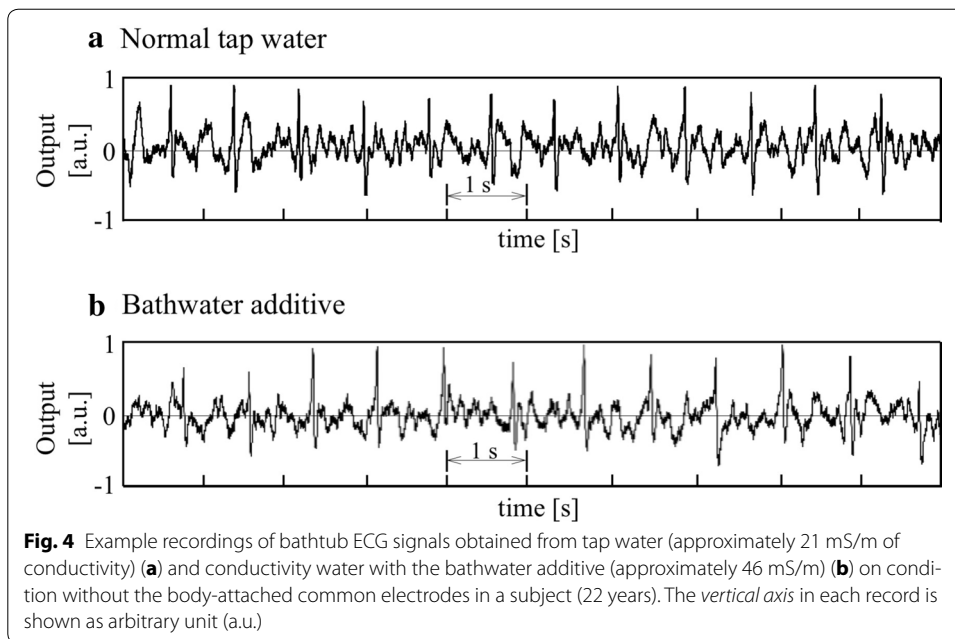 a Normal tap water
1
Output
[a.u.]
0
1 s
-1
time [s]
b Bathwater additive
1
Output
[a.u.]
0
1 s
-1
time [s]
Fig. 4 Example recordings of bathtub ECG signals obtained from tap water (approximately 21 mS/m of
conductivity) (a) and conductivity water with the bathwater additive (approximately 46 mS/m) (b) on condi-
tion without the body-attached common electrodes in a subject (22 years). The vertical axis in each record is
shown as arbitrary unit (a.u.)